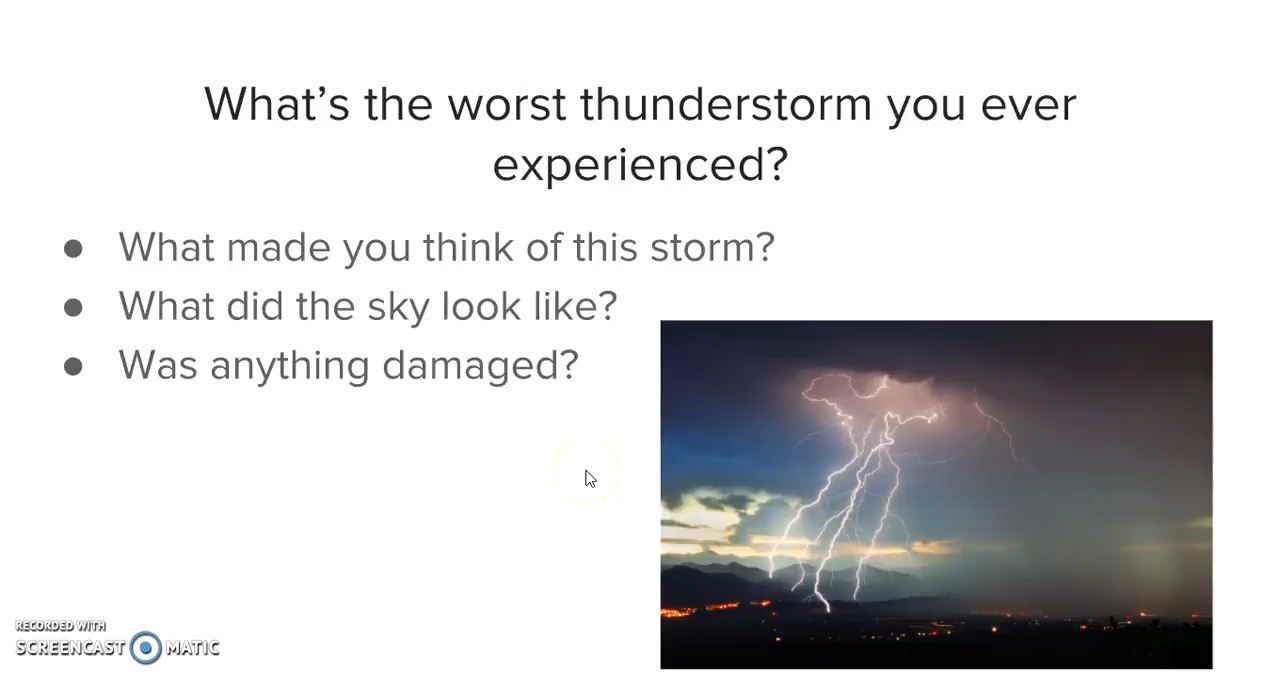 What’s the worst thunderstorm you ever
experienced?
● What made you think of this storm?
● What did the sky look like?
● Was anything damaged?
RECORDED WITH
SCREENCAST MATIC